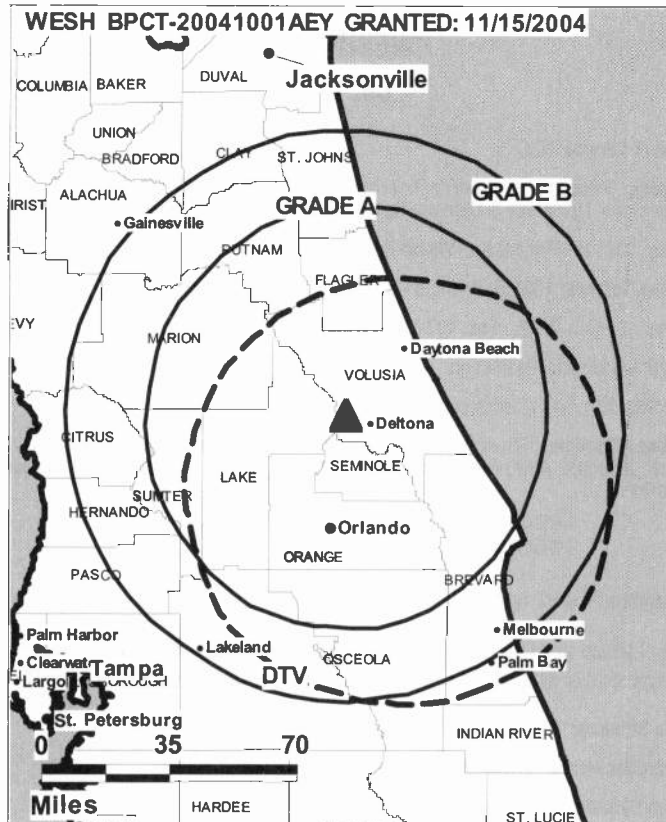 WESH BPCT-20041001AEY GRANTED: 11/15/2004
DUVAL
COLUMBIA
BAKER
Jacksonville
UNION
BRADFORD
CLAY
ST. JOHNS
ALACHUA
GRADE B
IRIST
GRADE A
Gainesville
PUTNAM
FLAGLER
EVY
MARION
Daytona Beach
VOLUSIA
Deltona
CITRUS
SEMINOLE
LAKE
SUMTER
HERNANDO
Orlando
ORANGE
PASCO
BREVARD
Palm Harbor
Melbourne
Lakeland
OSCEOLA
Clearwat
Tampa
Palm Bay
Largo
OROUGH
DTV
St. Petersburg
INDIAN RIVER
0 35 70
Miles
HARDEE
ST. LUCIE